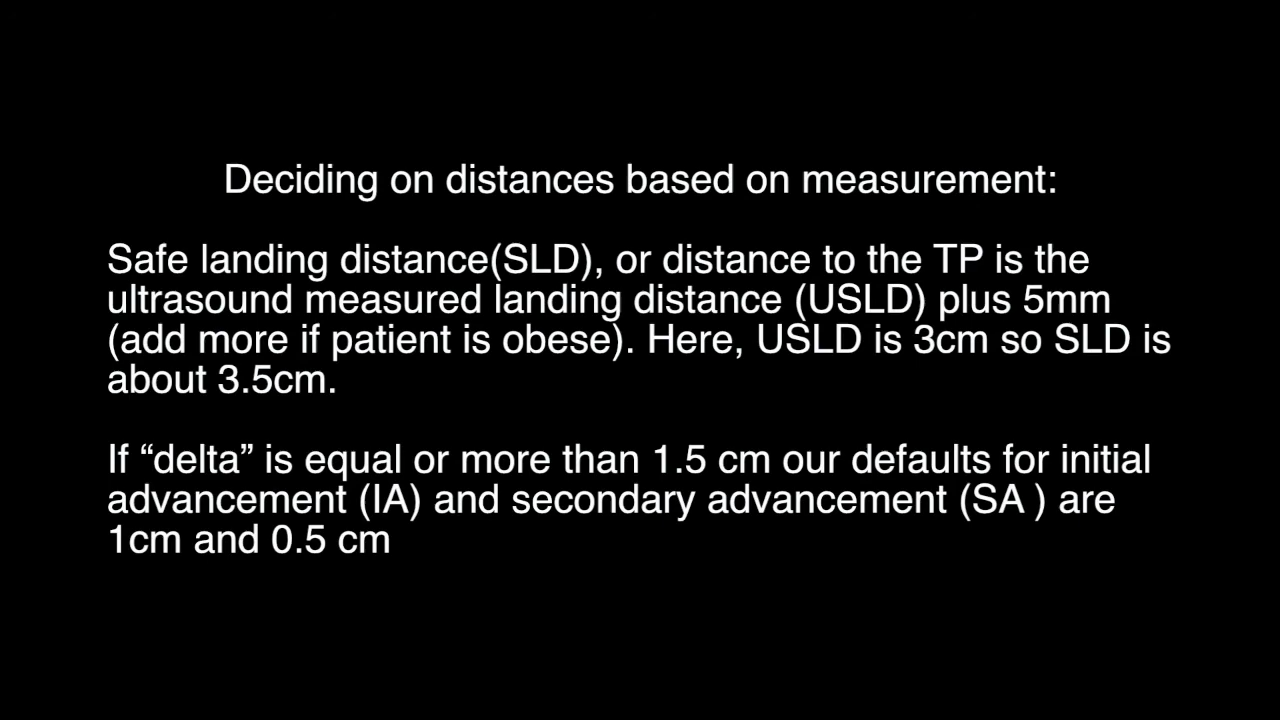 Deciding on distances based on measurement:
Safe landing distance(SLD), or distance to the TP is the
ultrasound measured landing distance (USLD) plus 5mm
(add more if patient is obese). Here, USLD is 3cm so SLD is
about 3.5cm.
If “delta” is equal or more than 1.5 cm our defaults for initial
advancement (IA) and secondary advancement (SA ) are
1cm and 0.5 cm